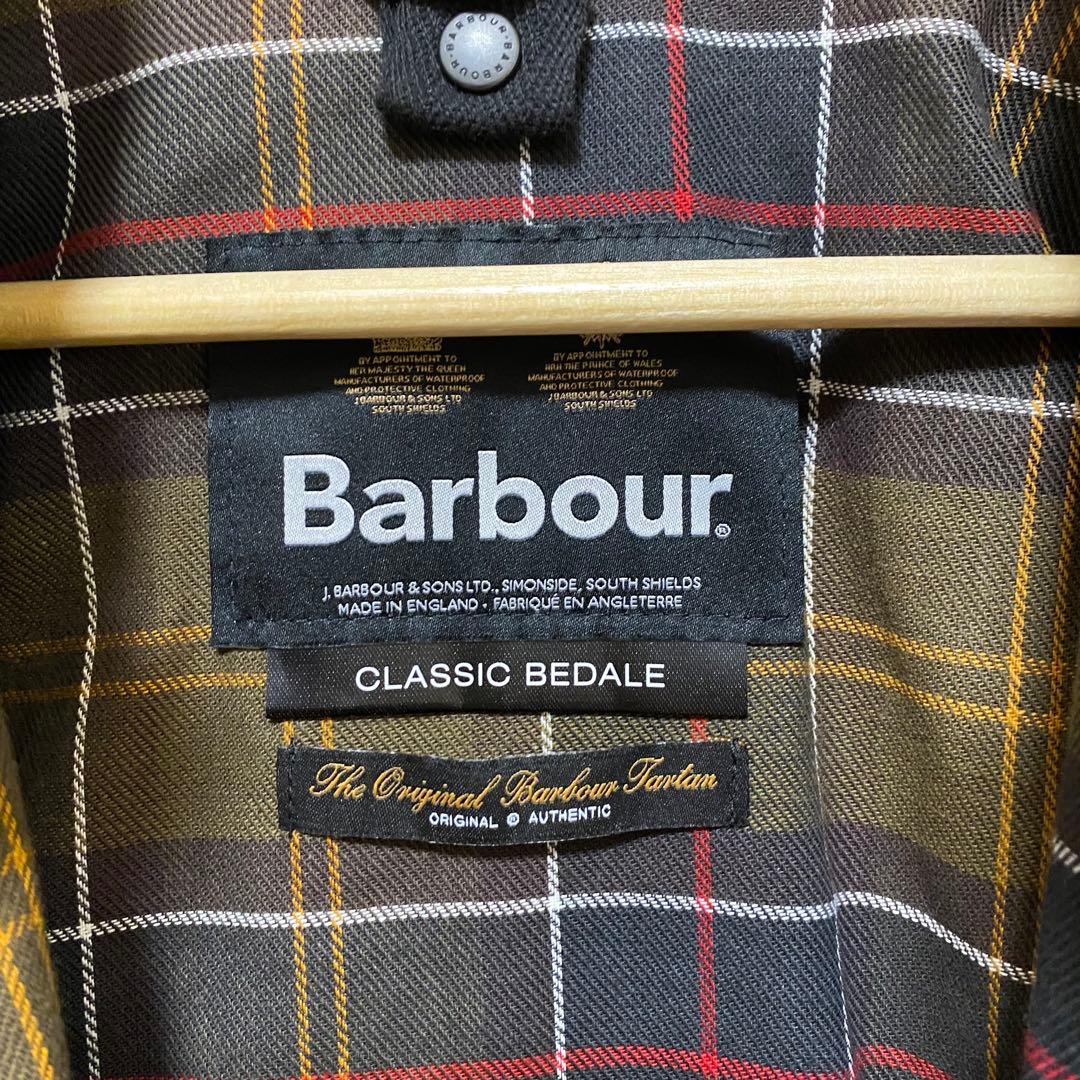 BARBOUR · BARBOUR ·
BY APPOINTMENT TO
HER MAJESTY THE QUEEN
MANUFACTURERS OF WATERPROOF
AND PROTECTIVE CLOTHING
J BARBOUR & SONS LTD
SOUTH SHIELDS
BY APPOINTMENT TO
HRH THE PRINCE OF WALES
MANUFACTURERS OF WATERPROOF
AND PROTECTIVE CLOTHING
J BARBOUR & SONS LTD
SOUTH SHIELDS
Barbour®
J. BARBOUR & SONS LTD., SIMONSIDE, SOUTH SHIELDS
MADE IN ENGLAND · FABRIQUÉ EN ANGLETERRE
CLASSIC BEDALE
The Original Barbour Tartan
ORIGINAL ® AUTHENTIC